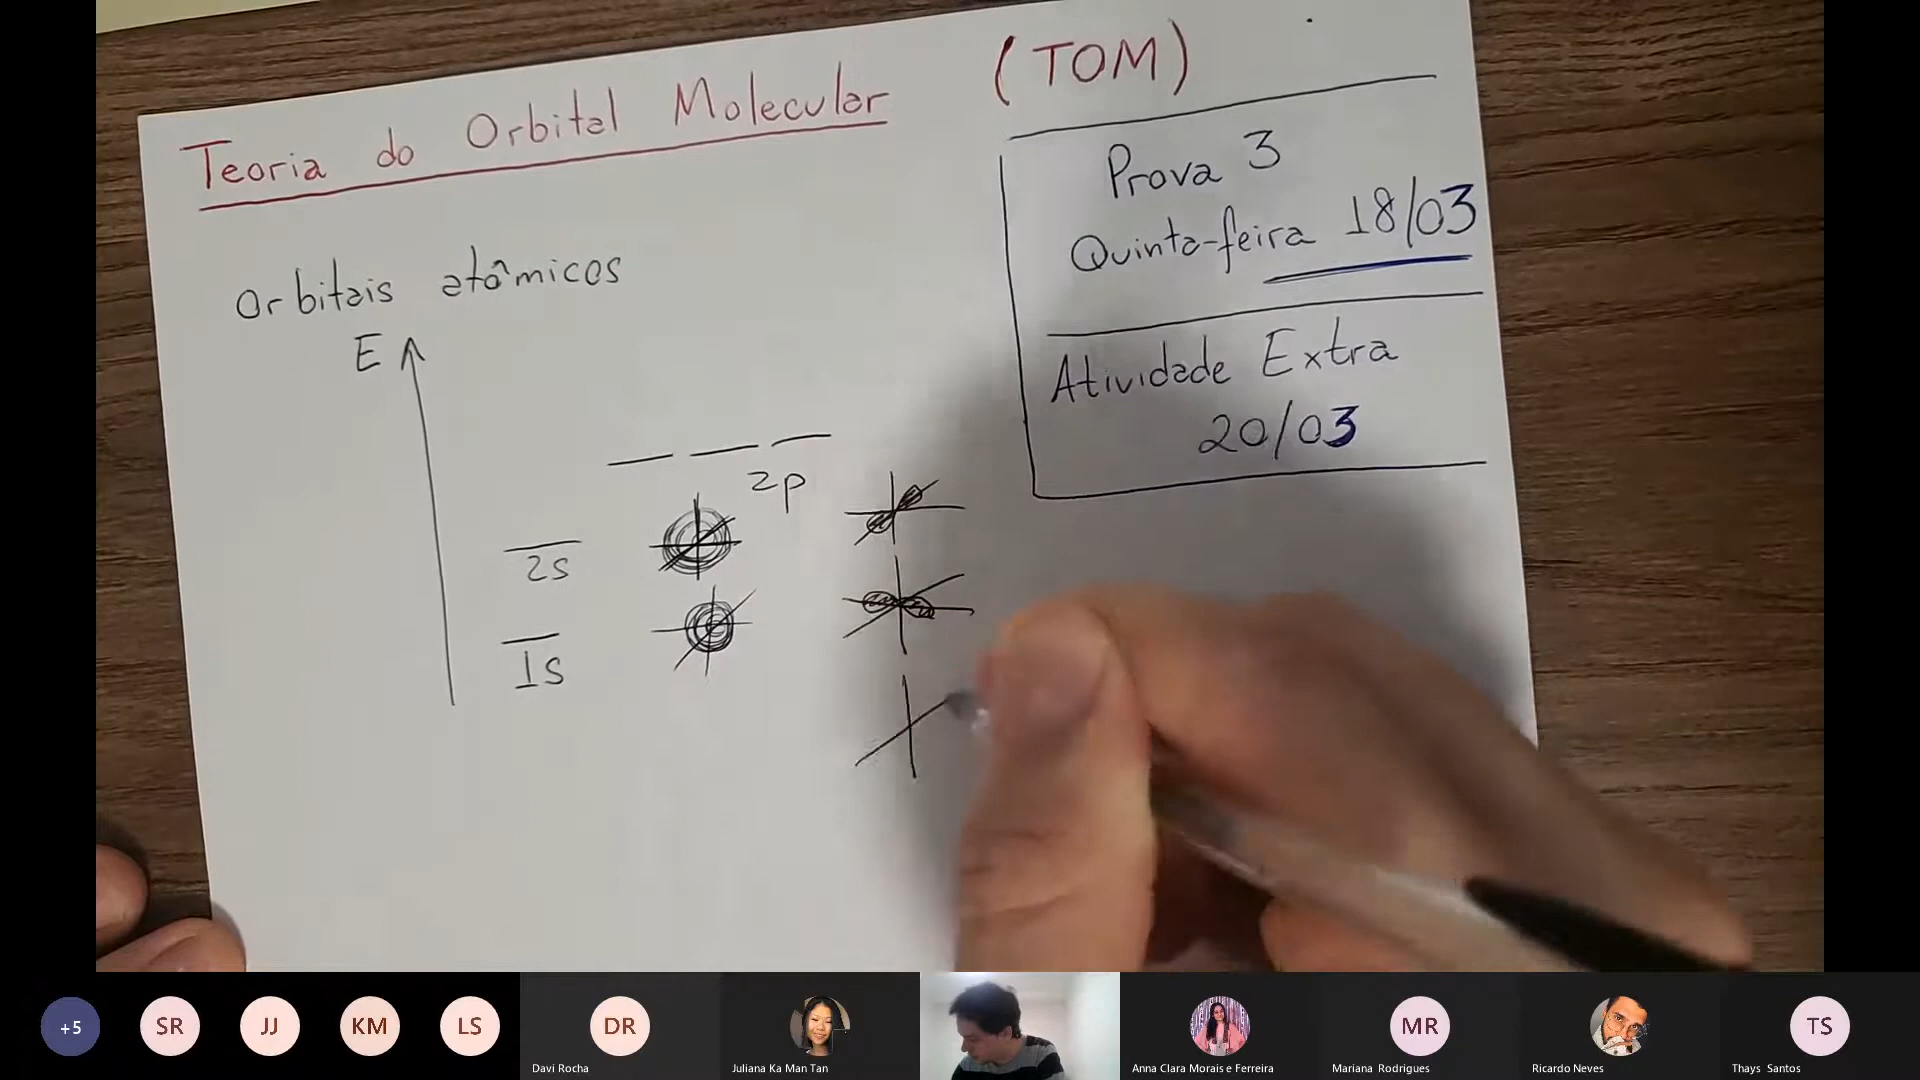 Teoria do Orbital Molecular (TOM)
Prova 3
Quinta-feira 18/03
Atividade Extra
20/03
Orbitais atômicos
E
2p
2s
1s
+5
SR
JJ
KM
LS
DR
Davi Rocha
Juliana Ka Man Tan
Anna Clara Morais e Ferreira
MR
Mariana Rodrigues
Ricardo Neves
TS
Thays Santos